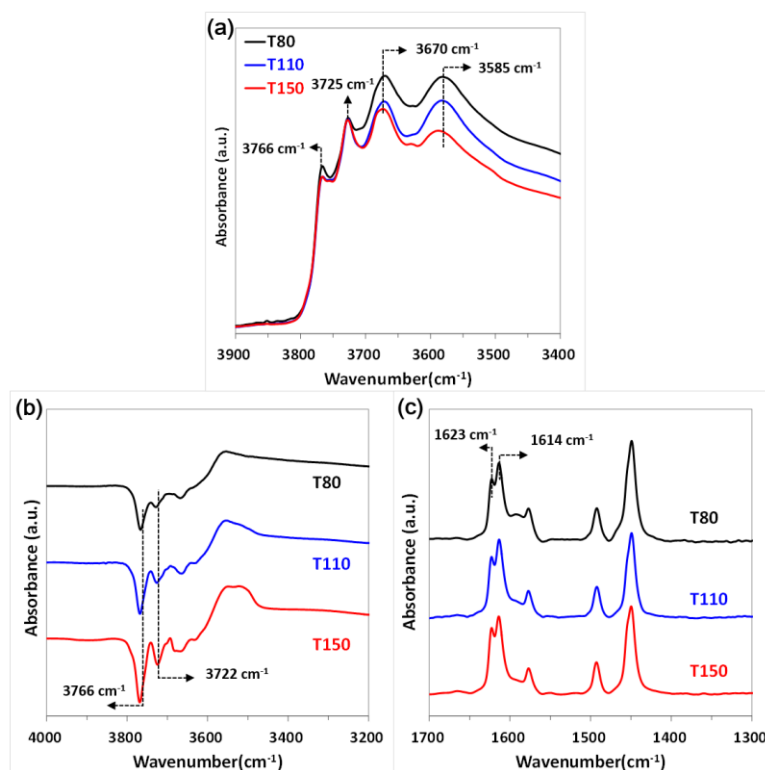 (a)
T80
T110
T150
3670 cm-1
3725 cm-1
3585 cm-1
3766 cm-1
Absorbance (a.u.)
3900 3800 3700 3600 3500 3400
Wavenumber(cm-1)
(b)
T80
T110
T150
3766 cm-1
3722 cm-1
Absorbance (a.u.)
4000 3800 3600 3400 3200
Wavenumber(cm-1)
(c)
1623 cm-1
1614 cm-1
T80
T110
T150
Absorbance (a.u.)
1700 1600 1500 1400 1300
Wavenumber(cm-1)